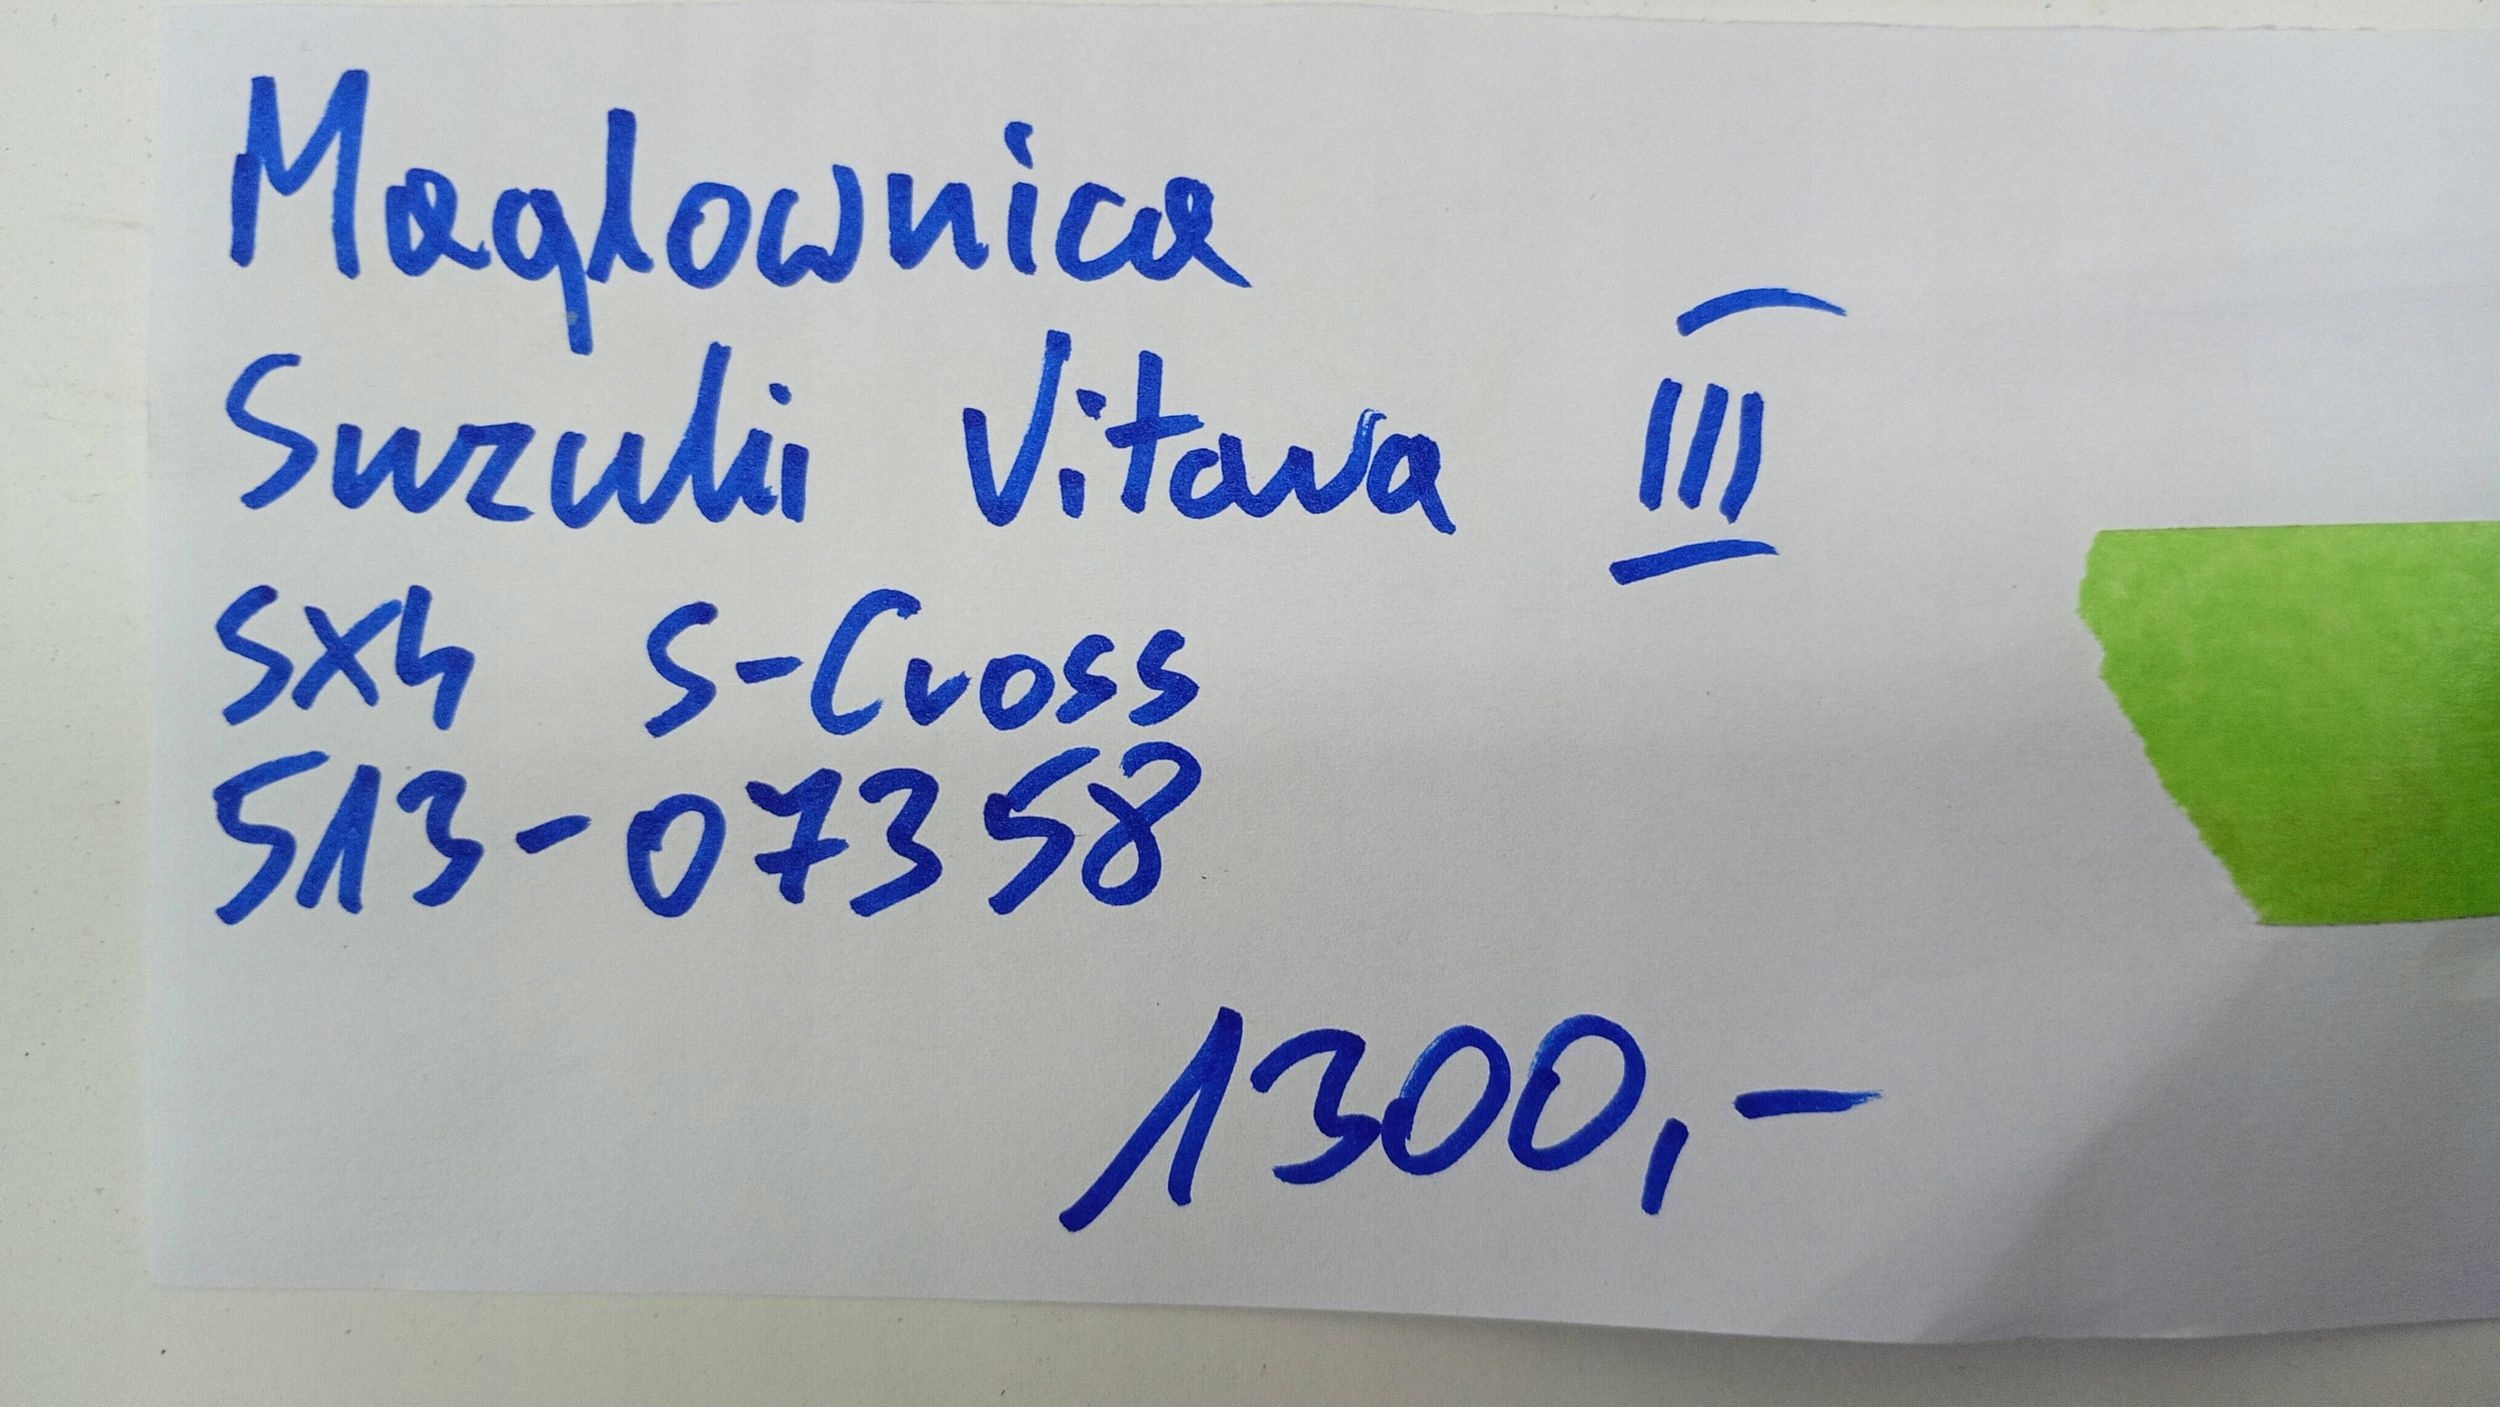 Maglownica
Suzuki Vitara III
SX4 S-Cross
513-07358
1300,-